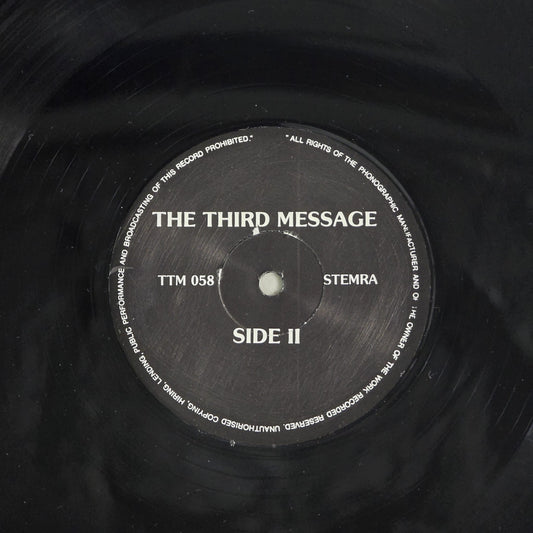 THE THIRD MESSAGE
TTM 058
STEMRA
SIDE II
"ALL RIGHTS OF THE PHONOGRAPHIC MANUFACTURER AND OF THE OWNER OF THE WORK RECORDED RESERVED. UNAUTHORISED COPYING, HIRING, LENDING, PUBLIC PERFORMANCE AND BROADCASTING OF THIS RECORD PROHIBITED."